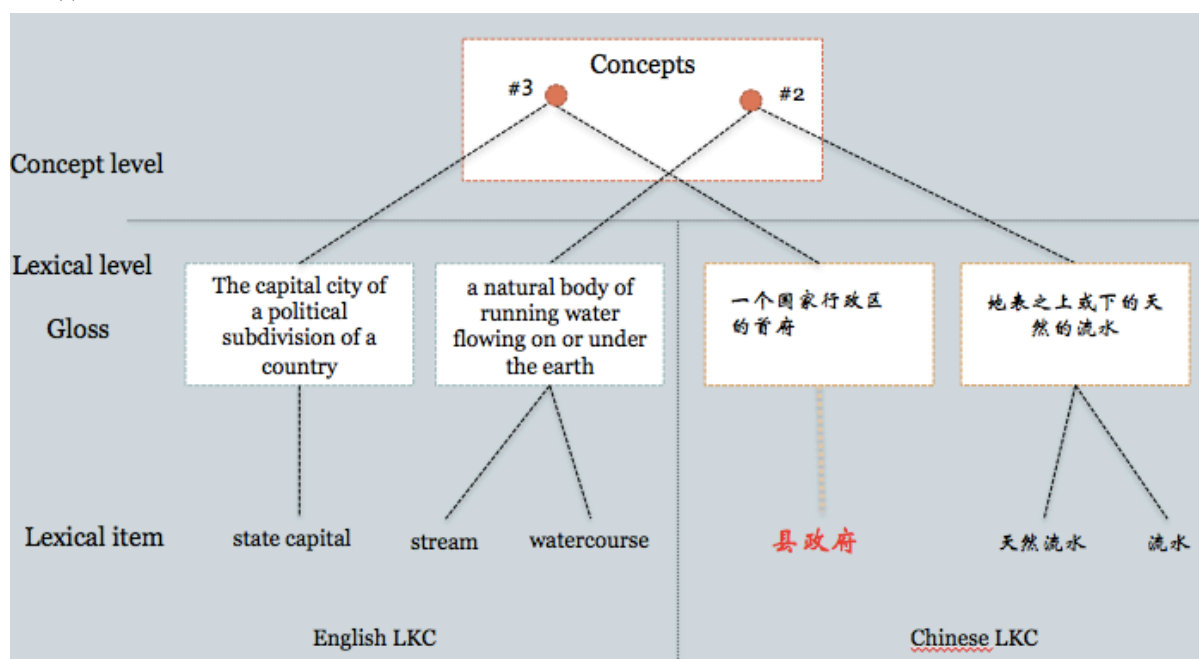 Concepts
#3
#2
Concept level
Lexical level
Gloss
The capital city of
a political
subdivision of a
country
a natural body of
running water
flowing on or under
the earth
一个国家行政区
的首府
地表之上或下的天
然的流水
Lexical item
state capital
stream
watercourse
县政府
天然流水
流水
English LKC
Chinese LKC